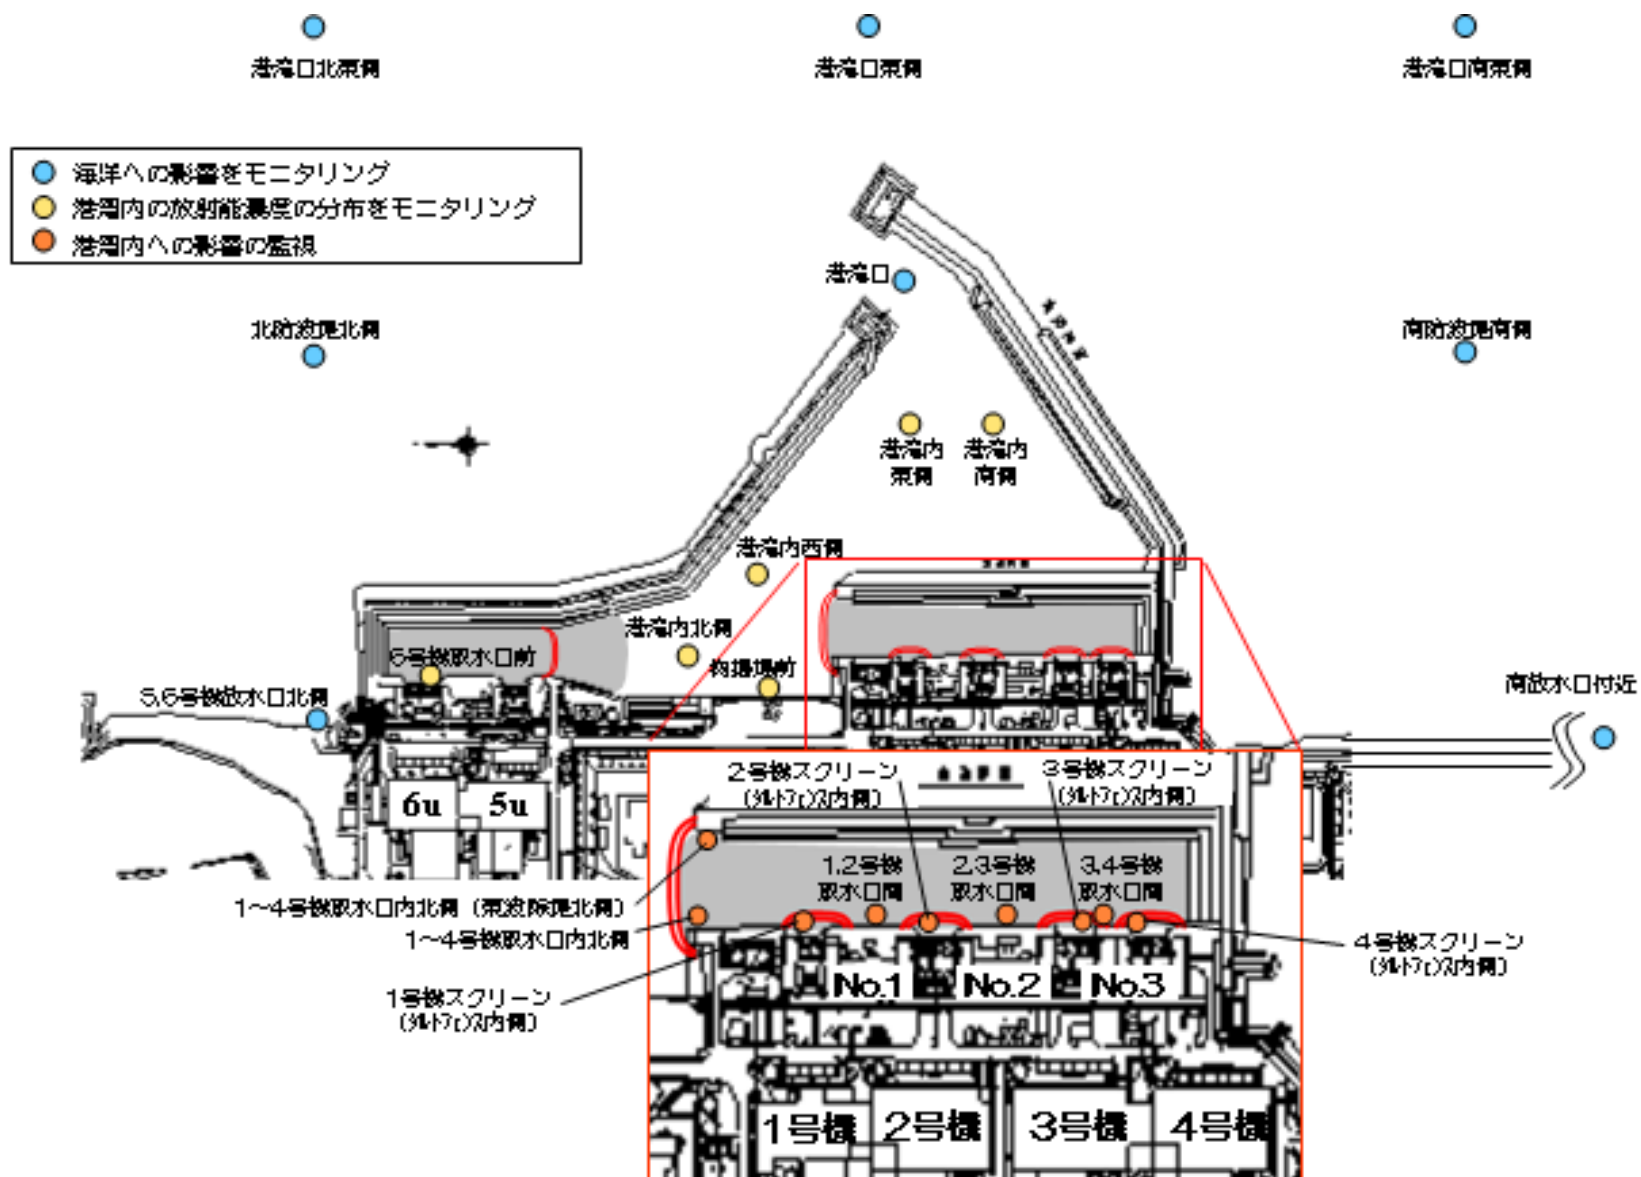 港湾口北東側
港湾口東側
港湾口南東側
海洋への影響をモニタリング
港湾内の放射能濃度の分布をモニタリング
港湾内への影響の監視
港湾口
北防波堤北側
南防波堤南側
港湾内
東側
港湾内
南側
港湾内西側
港湾内北側
6号機取水口前
物揚場前
5,6号機放水口北側
南放水口付近
6u
5u
2号機スクリーン
(シルトフェンス内側)
3号機スクリーン
(シルトフェンス内側)
1,2号機
取水口間
2,3号機
取水口間
3,4号機
取水口間
1～4号機取水口内北側（東波除堤北側）
1～4号機取水口内北側
4号機スクリーン
(シルトフェンス内側)
1号機スクリーン
(シルトフェンス内側)
No.1
No.2
No.3
1号機
2号機
3号機
4号機